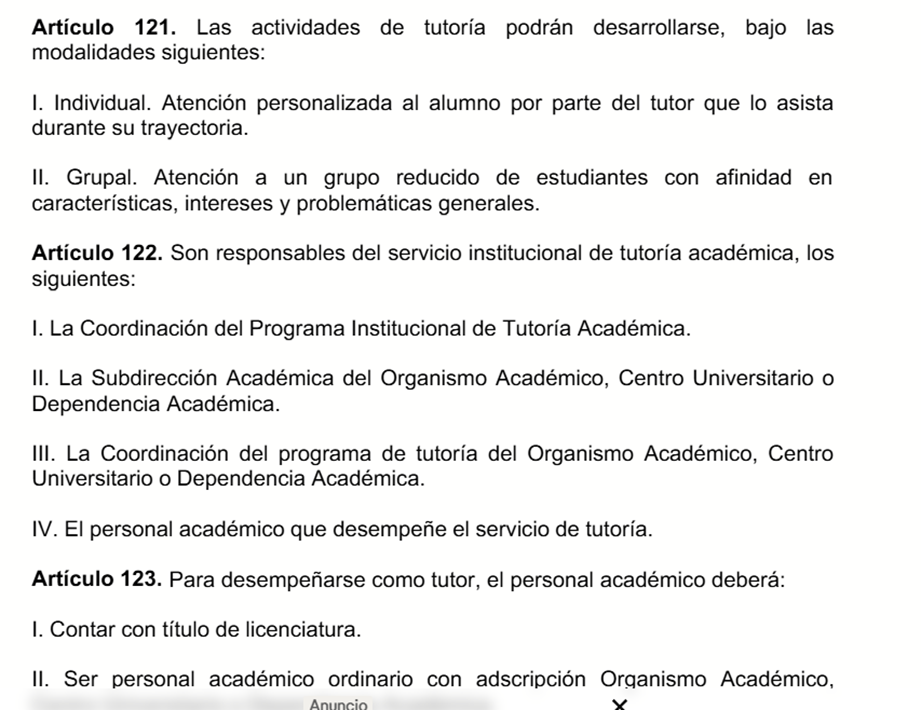 Artículo 121. Las actividades de tutoría podrán desarrollarse, bajo las
modalidades siguientes:
I. Individual. Atención personalizada al alumno por parte del tutor que lo asista
durante su trayectoria.
II. Grupal. Atención a un grupo reducido de estudiantes con afinidad en
características, intereses y problemáticas generales.
Artículo 122. Son responsables del servicio institucional de tutoría académica, los
siguientes:
I. La Coordinación del Programa Institucional de Tutoría Académica.
II. La Subdirección Académica del Organismo Académico, Centro Universitario o
Dependencia Académica.
III. La Coordinación del programa de tutoría del Organismo Académico, Centro
Universitario o Dependencia Académica.
IV. El personal académico que desempeñe el servicio de tutoría.
Artículo 123. Para desempeñarse como tutor, el personal académico deberá:
I. Contar con título de licenciatura.
II. Ser personal académico ordinario con adscripción Organismo Académico,
Anuncio